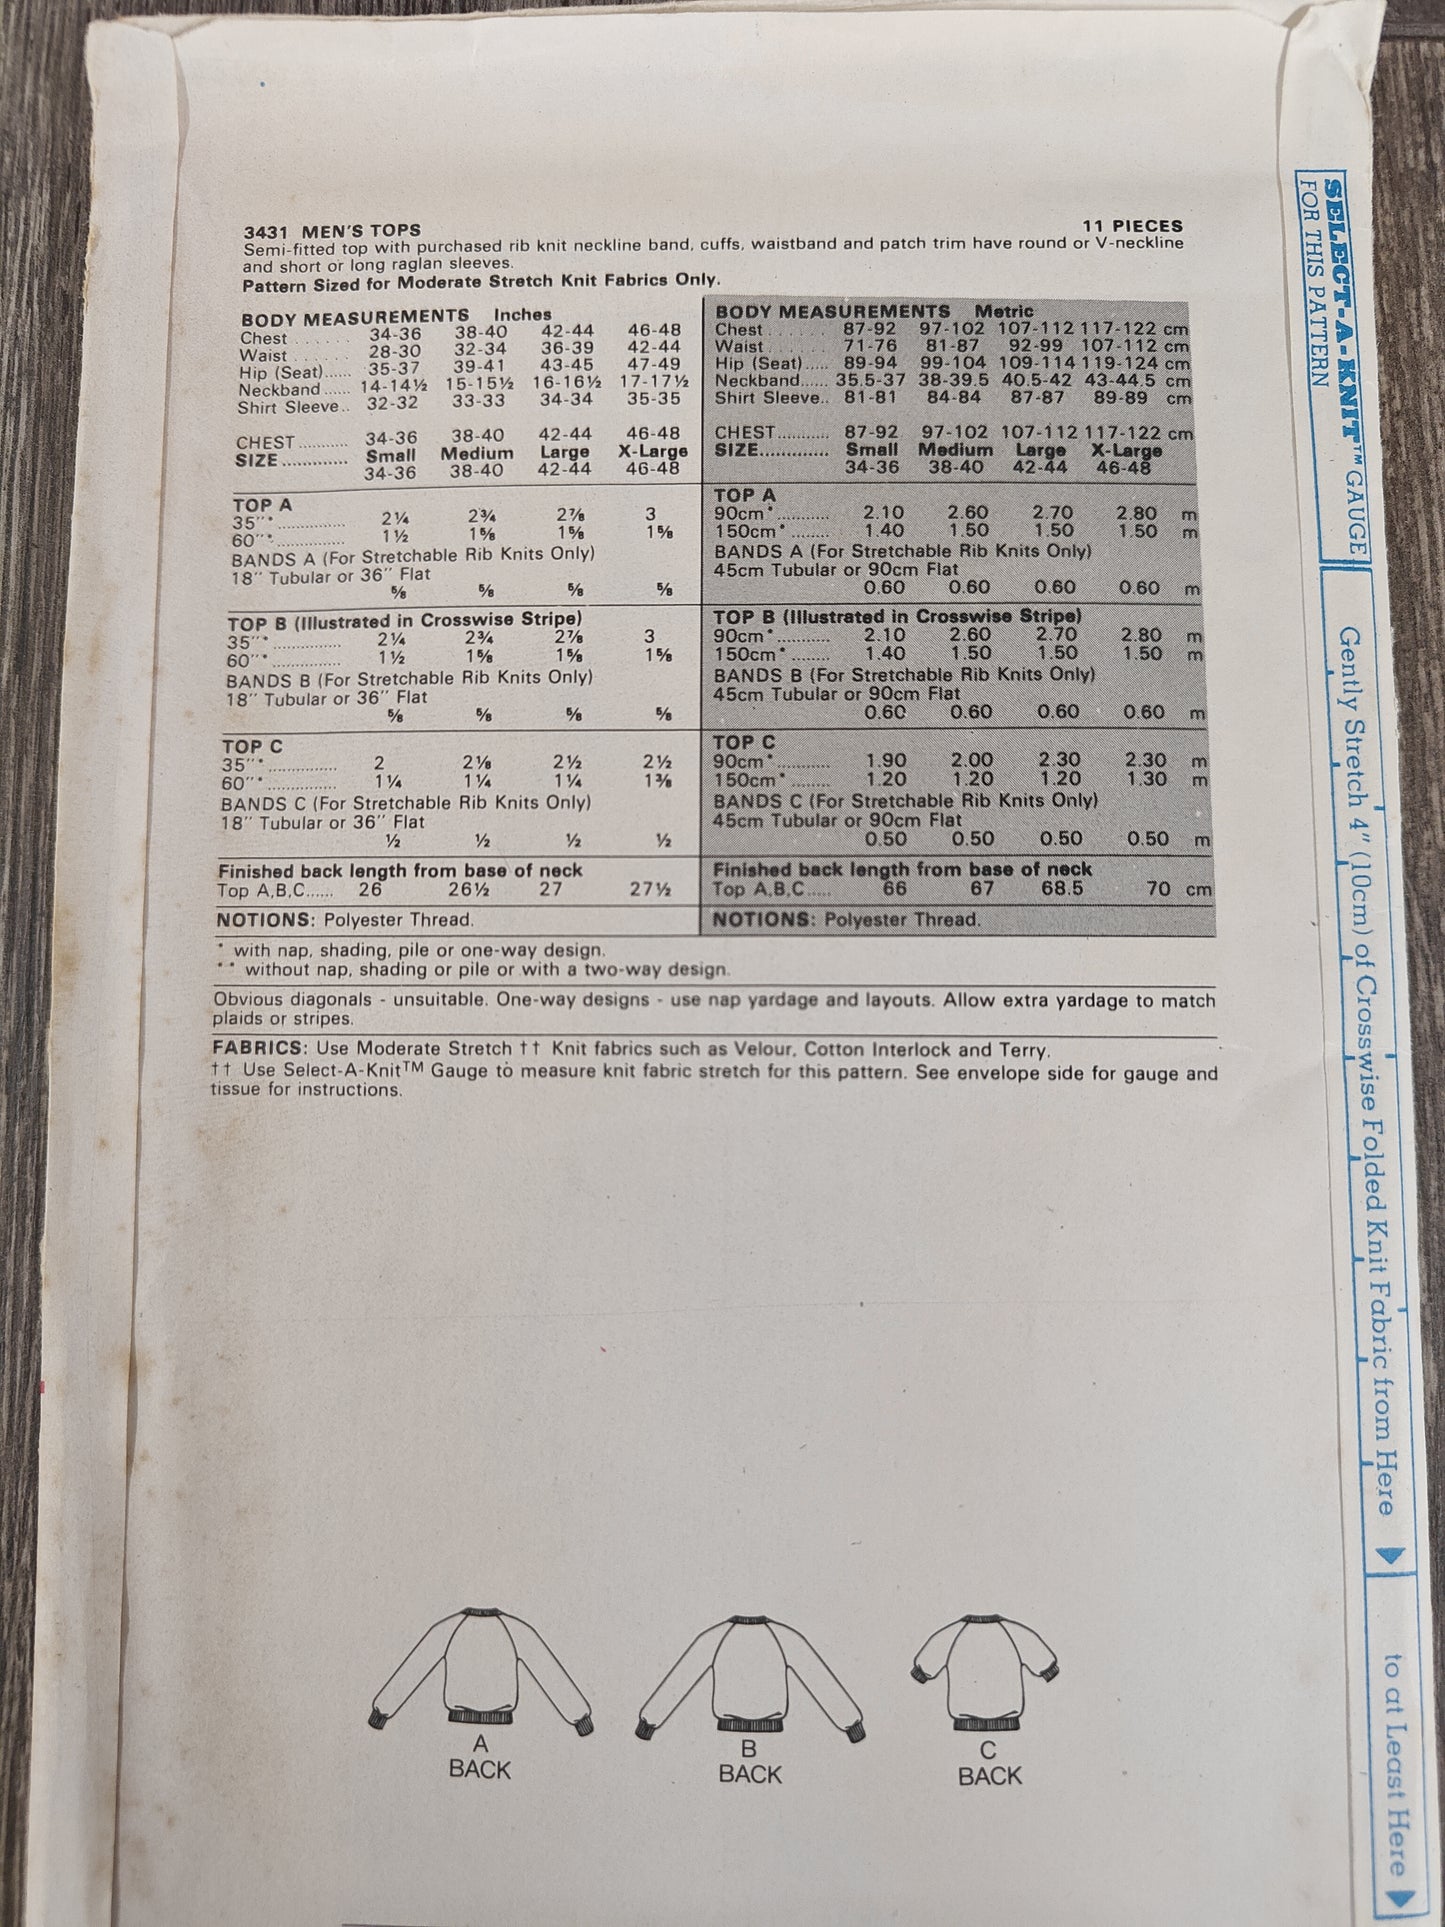 3431 MEN'S TOPS 11 PIECES
Semi-fitted top with purchased rib knit neckline band, cuffs, waistband and patch trim have round or V-neckline
and short or long raglan sleeves.
Pattern Sized for Moderate Stretch Knit Fabrics Only.
BODY MEASUREMENTS Inches
Chest ...... 34-36 38-40 42-44 46-48
Waist ...... 28-30 32-34 36-39 42-44
Hip (Seat)..... 35-37 39-41 43-45 47-49
Neckband ...... 14-14½ 15-15½ 16-16½ 17-17½
Shirt Sleeve.. 32-32 33-33 34-34 35-35
CHEST ........... 34-36 38-40 42-44 46-48
SIZE ............. Small Medium Large X-Large
34-36 38-40 42-44 46-48
TOP A
35"* ............... 2¼ 2¾ 2⅞ 3
60"*. .............. 1½ 1⅝ 1⅝ 1⅝
BANDS A (For Stretchable Rib Knits Only)
18" Tubular or 36" Flat
⅝ ⅝ ⅝ ⅝
TOP B (Illustrated in Crosswise Stripe)
35"* ............... 2¼ 2¾ 2⅞ 3
60"* ............... 1½ 1⅝ 1⅝ 1⅝
BANDS B (For Stretchable Rib Knits Only)
18" Tubular or 36" Flat
⅝ ⅝ ⅝ ⅝
TOP C
35"* ............... 2 2⅛ 2½ 2½
60"* ............... 1¼ 1¼ 1¼ 1⅜
BANDS C (For Stretchable Rib Knits Only)
18" Tubular or 36" Flat
½ ½ ½ ½
Finished back length from base of neck
Top A,B,C...... 26 26½ 27 27½
NOTIONS: Polyester Thread.
BODY MEASUREMENTS Metric
Chest ...... 87-92 97-102 107-112 117-122 cm
Waist ....... 71-76 81-87 92-99 107-112 cm
Hip (Seat) ..... 89-94 99-104 109-114 119-124 cm
Neckband...... 35.5-37 38-39.5 40.5-42 43-44.5 cm
Shirt Sleeve.. 81-81 84-84 87-87 89-89 cm
CHEST........... 87-92 97-102 107-112 117-122 cm
SIZE............. Small Medium Large X-Large
34-36 38-40 42-44 46-48
TOP A
90cm* ........... 2.10 2.60 2.70 2.80 m
150cm* ........ 1.40 1.50 1.50 1.50 m
BANDS A (For Stretchable Rib Knits Only)
45cm Tubular or 90cm Flat
0.60 0.60 0.60 0.60 m
TOP B (Illustrated in Crosswise Stripe)
90cm* ........... 2.10 2.60 2.70 2.80 m
150cm* ........ 1.40 1.50 1.50 1.50 m
BANDS B (For Stretchable Rib Knits Only)
45cm Tubular or 90cm Flat
0.60 0.60 0.60 0.60 m
TOP C
90cm* ........... 1.90 2.00 2.30 2.30 m
150cm* ........ 1.20 1.20 1.20 1.30 m
BANDS C (For Stretchable Rib Knits Only)
45cm Tubular or 90cm Flat
0.50 0.50 0.50 0.50 m
Finished back length from base of neck
Top A,B,C..... 66 67 68.5 70 cm
NOTIONS: Polyester Thread.
* with nap, shading, pile or one-way design.
** without nap, shading or pile or with a two-way design.
Obvious diagonals - unsuitable. One-way designs - use nap yardage and layouts. Allow extra yardage to match
plaids or stripes.
FABRICS: Use Moderate Stretch †† Knit fabrics such as Velour, Cotton Interlock and Terry.
†† Use Select-A-Knit™ Gauge to measure knit fabric stretch for this pattern. See envelope side for gauge and
tissue for instructions.
A
BACK
B
BACK
C
BACK
SELECT-A-KNIT™ GAUGE
FOR THIS PATTERN
Gently Stretch 4" (10cm) of Crosswise Folded Knit Fabric from Here
to at Least Here